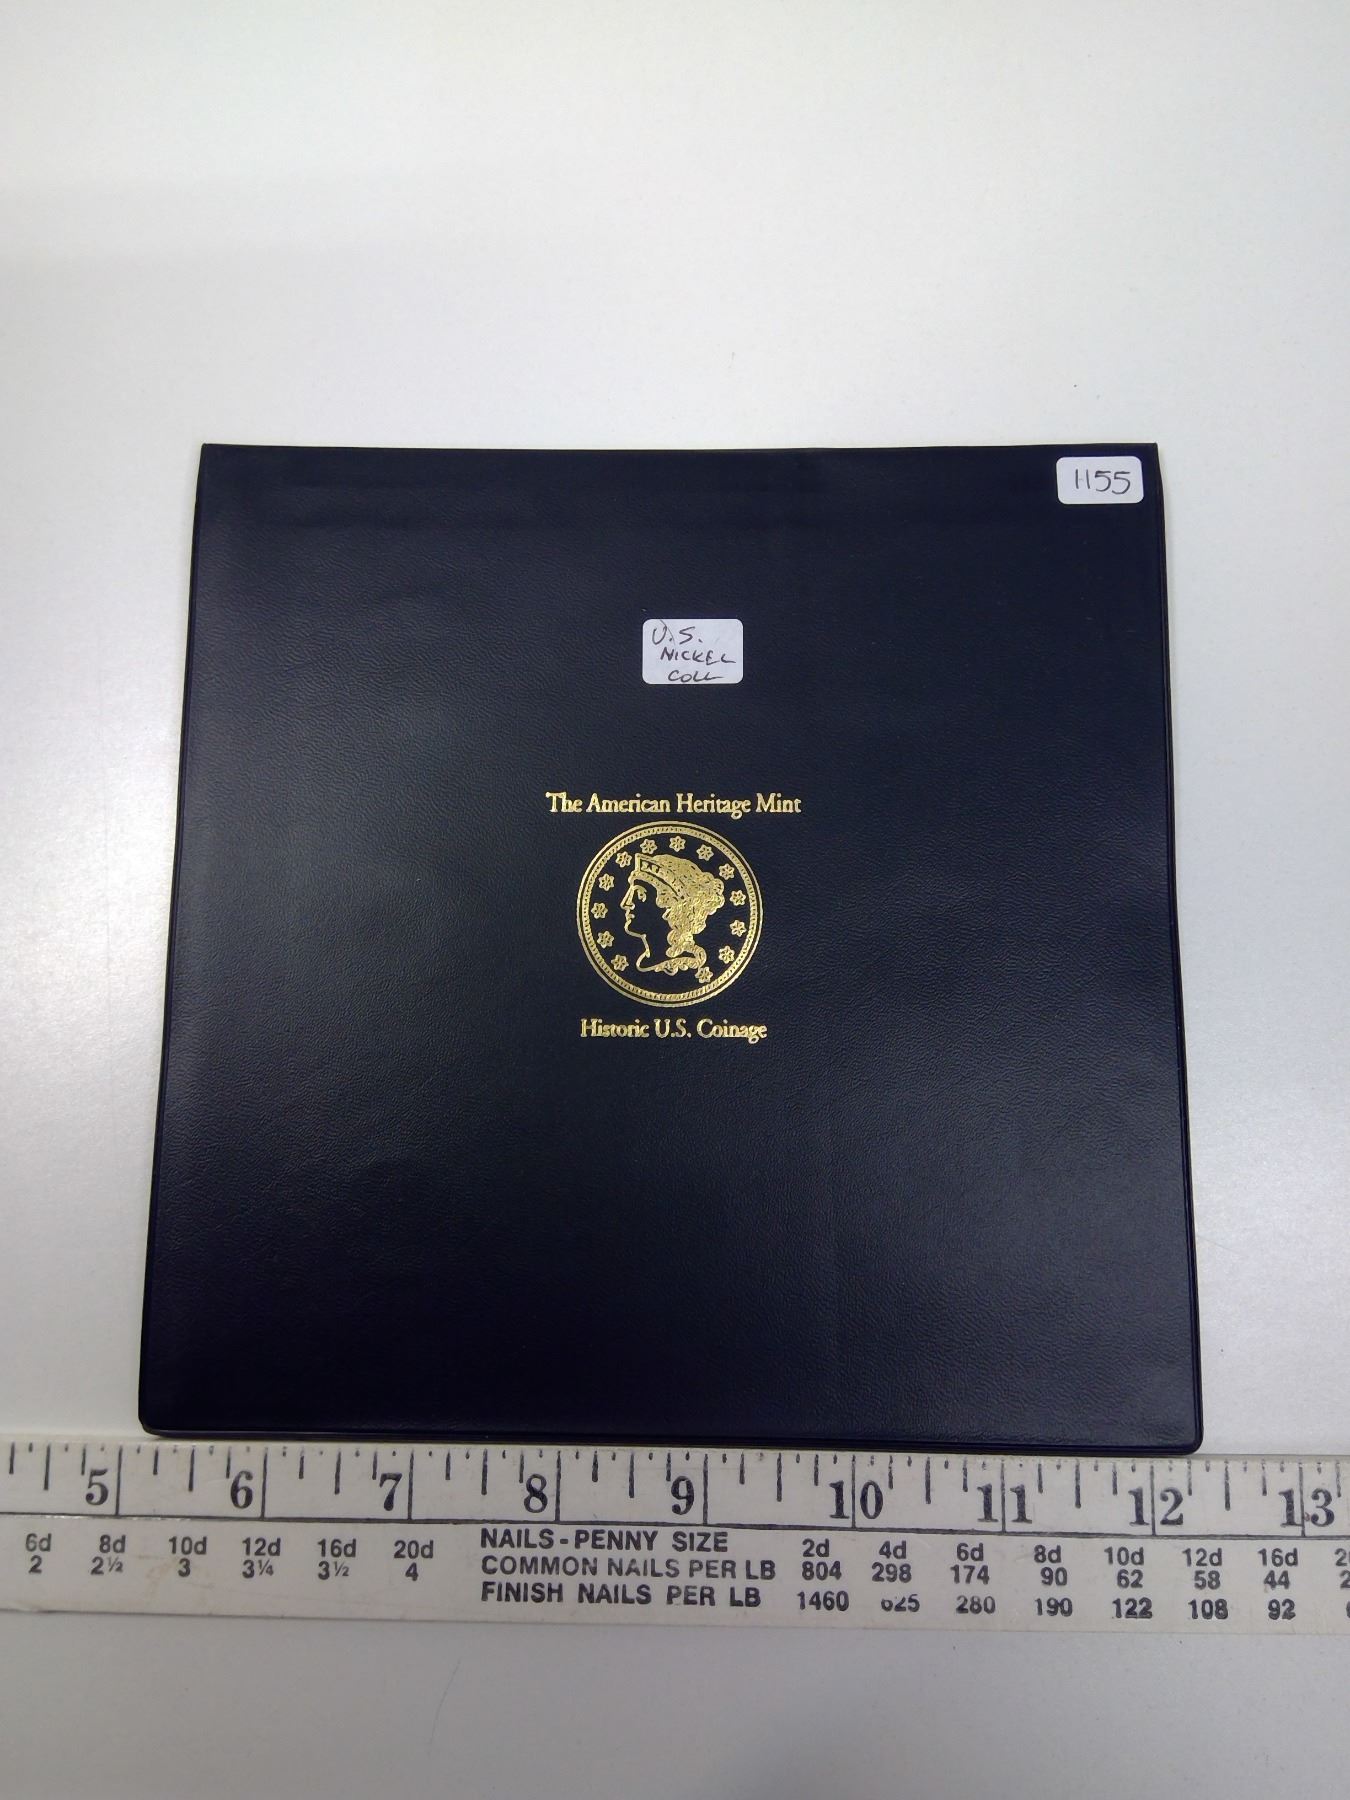 1155
U.S.
NICKEL
COLL
The American Heritage Mint
Historic U.S. Coinage
5 6 7 8 9 10 11 12 13
6d 8d 10d 12d 16d 20d NAILS - PENNY SIZE 2d 4d 6d 8d 10d 12d 16d
2 2½ 3 3¼ 3½ 4 COMMON NAILS PER LB 804 298 174 90 62 58 44
FINISH NAILS PER LB 1460 625 280 190 122 108 92